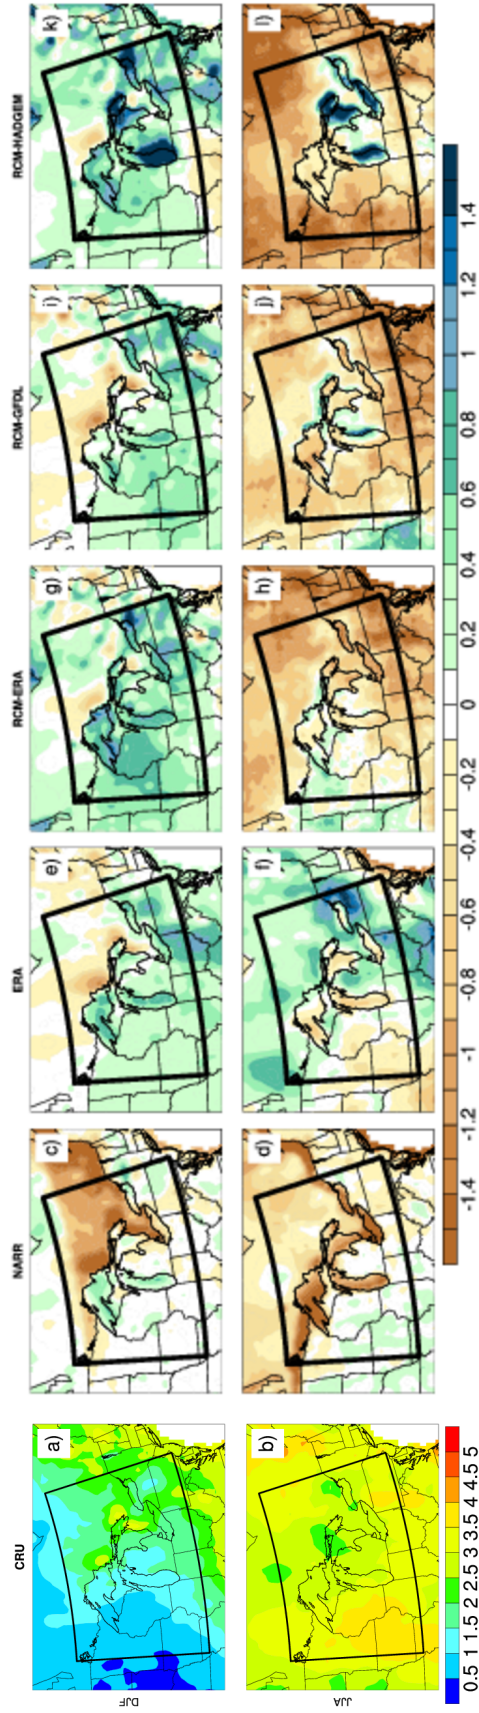 CRU NARR ERA RCM-ERA RCM-GFDL RCM-HADGEM
DJF a) c) e) g) i) k)
JJA b) d) f) h) j) l)
0.5 1 1.5 2 2.5 3 3.5 4 4.5 5
-1.4 -1.2 -1 -0.8 -0.6 -0.4 -0.2 0 0.2 0.4 0.6 0.8 1 1.2 1.4